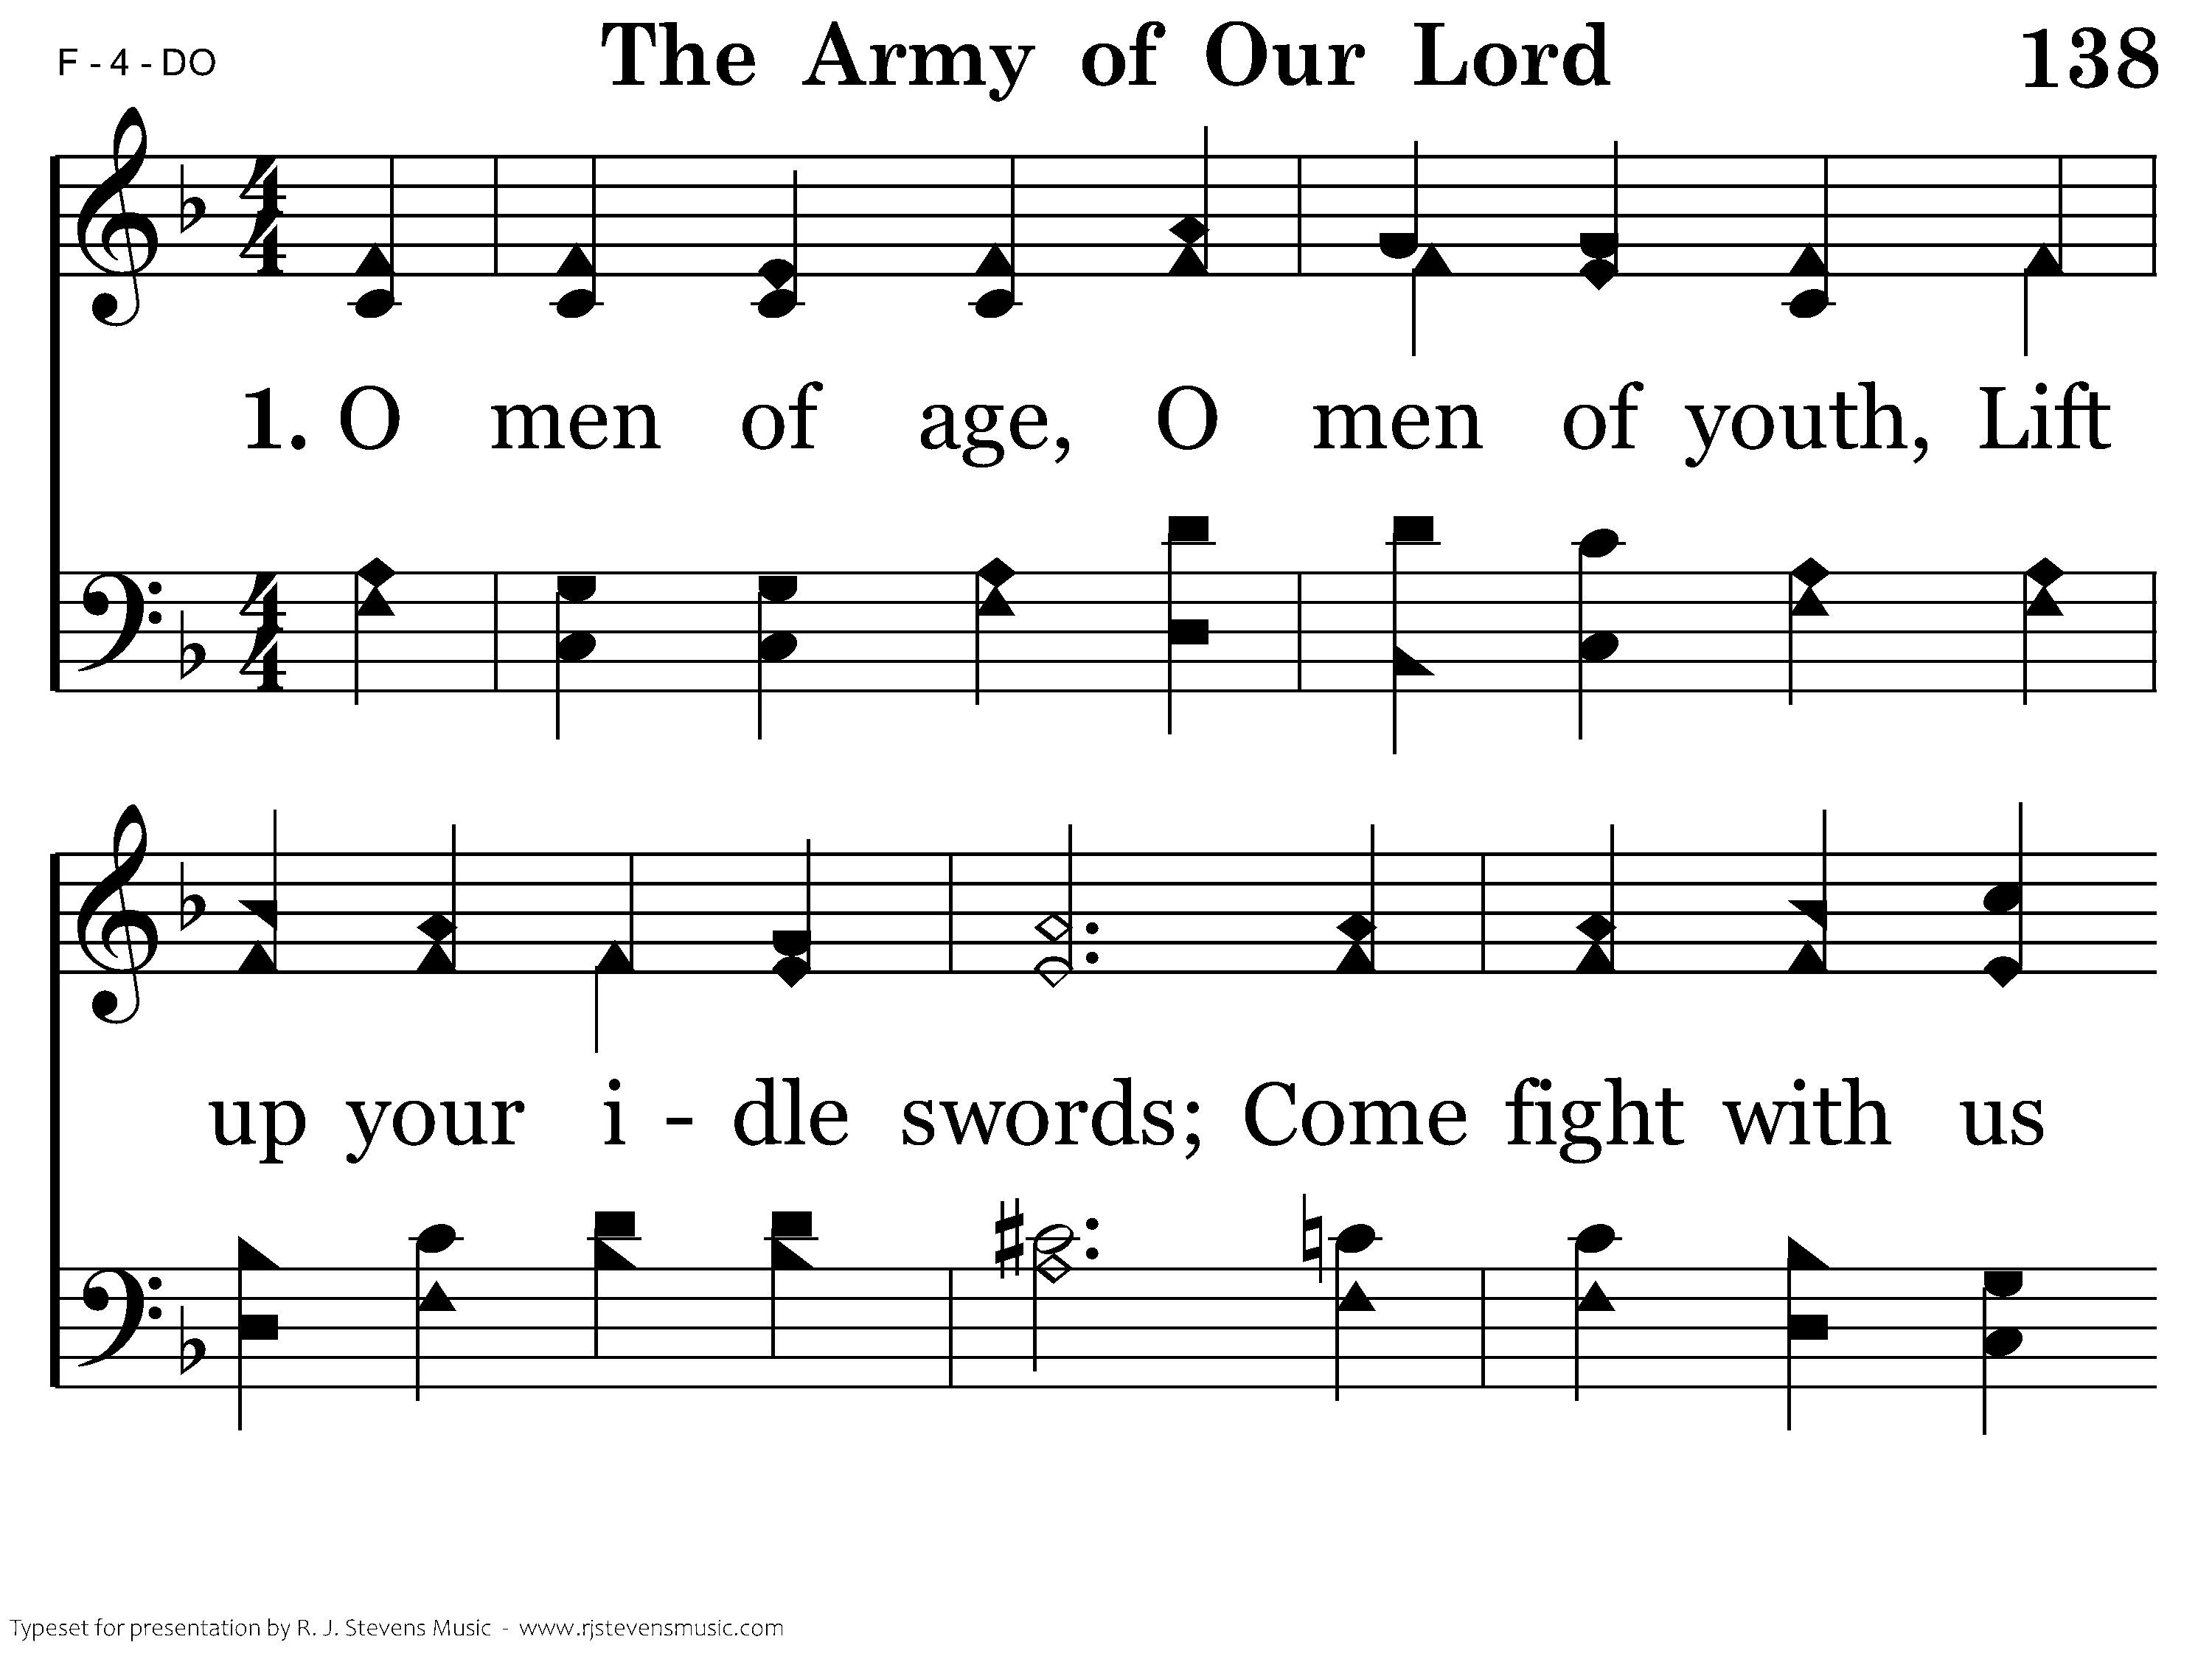 F - 4 - DO The Army of Our Lord 138
1. O men of age, O men of youth, Lift
up your i - dle swords; Come fight with us
Typeset for presentation by R. J. Stevens Music - www.rjstevensmusic.com